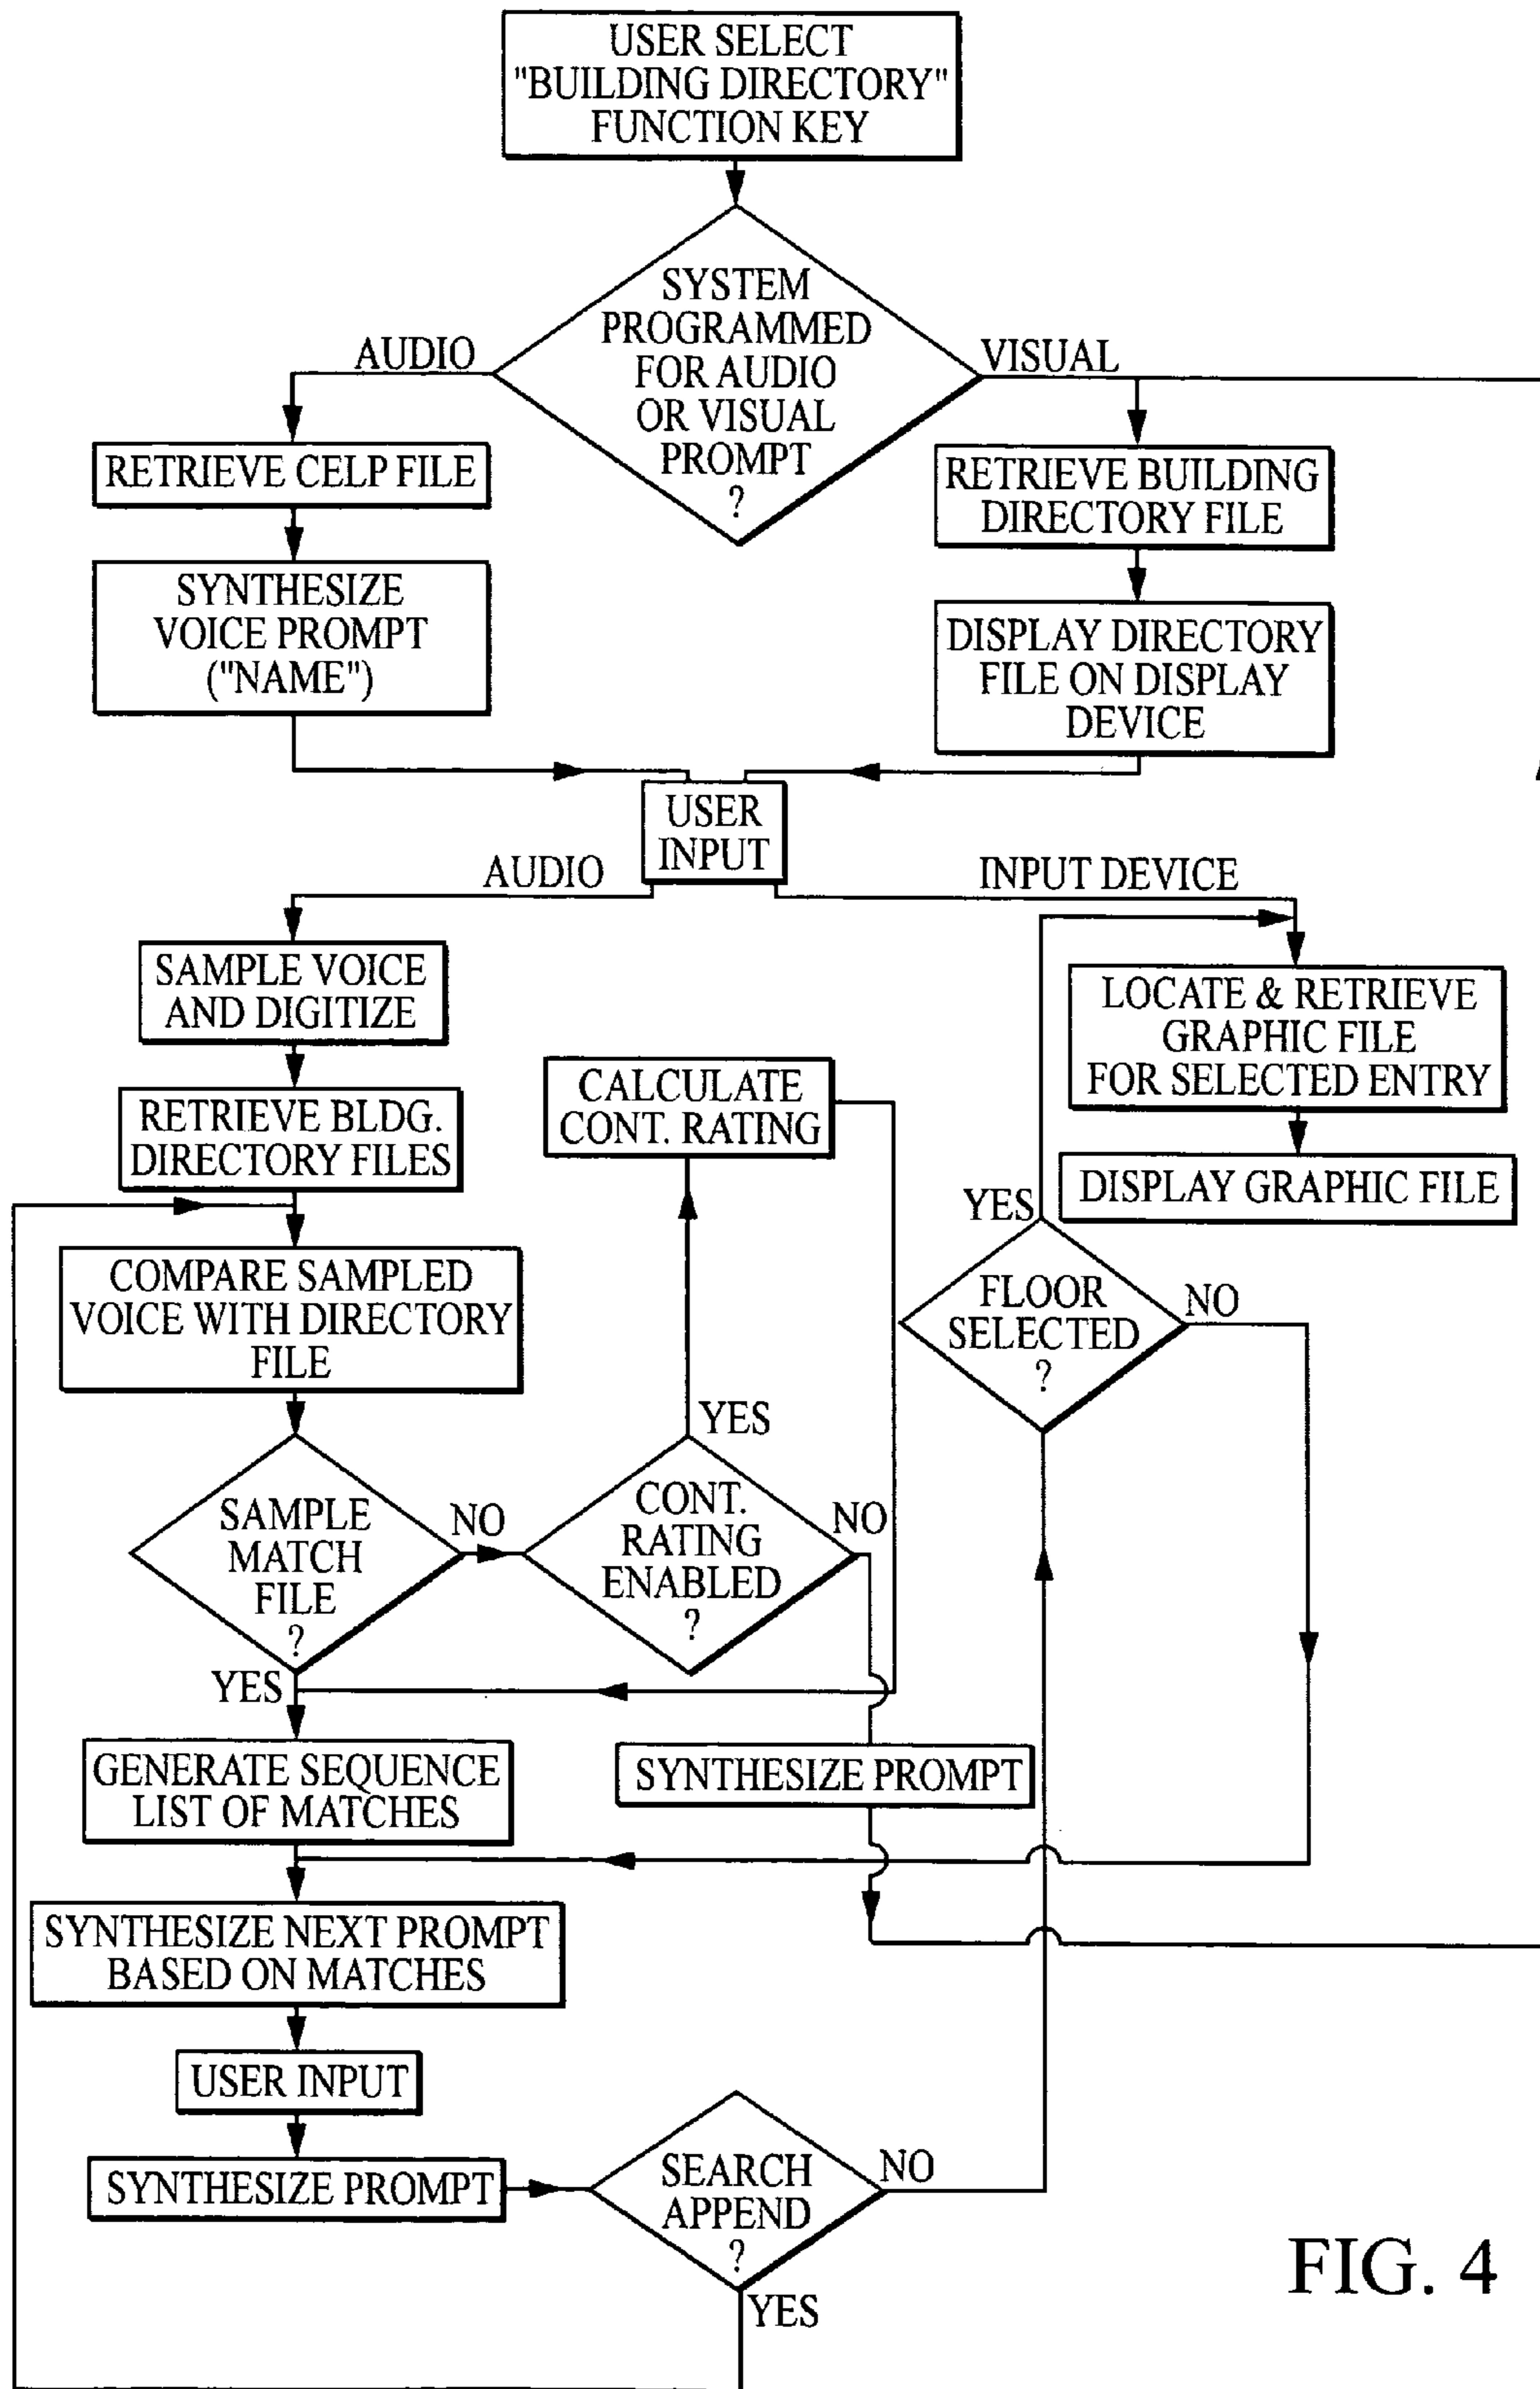 USER SELECT
"BUILDING DIRECTORY"
FUNCTION KEY
SYSTEM
PROGRAMMED
FOR AUDIO
OR VISUAL
PROMPT
?
AUDIO
VISUAL
RETRIEVE CELP FILE
RETRIEVE BUILDING
DIRECTORY FILE
SYNTHESIZE
VOICE PROMPT
("NAME")
DISPLAY DIRECTORY
FILE ON DISPLAY
DEVICE
USER
INPUT
AUDIO
INPUT DEVICE
SAMPLE VOICE
AND DIGITIZE
LOCATE & RETRIEVE
GRAPHIC FILE
FOR SELECTED ENTRY
CALCULATE
CONT. RATING
RETRIEVE BLDG.
DIRECTORY FILES
DISPLAY GRAPHIC FILE
YES
COMPARE SAMPLED
VOICE WITH DIRECTORY
FILE
FLOOR
SELECTED
?
NO
YES
SAMPLE
MATCH
FILE
?
NO
CONT.
RATING
ENABLED
?
NO
YES
GENERATE SEQUENCE
LIST OF MATCHES
SYNTHESIZE PROMPT
SYNTHESIZE NEXT PROMPT
BASED ON MATCHES
USER INPUT
SYNTHESIZE PROMPT
SEARCH
APPEND
?
NO
YES
FIG. 4